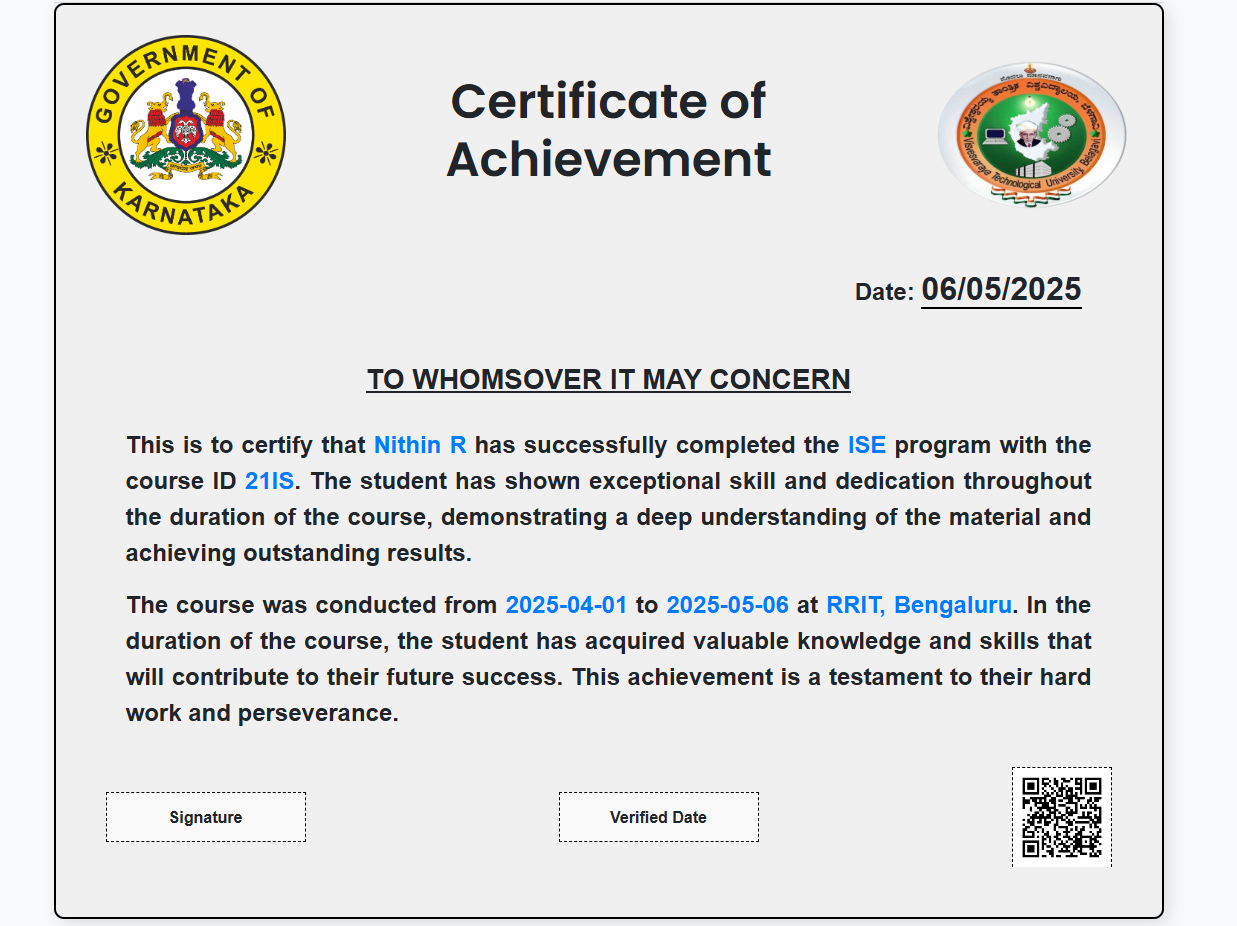 GOVERNMENT OF
KARNATAKA
Certificate of
Achievement
ವಿಶ್ವೇಶ್ವರಯ್ಯ ತಾಂತ್ರಿಕ ವಿಶ್ವವಿದ್ಯಾಲಯ, ಬೆಳಗಾವಿ
Visvesvaraya Technological University, Belagavi
Date: 06/05/2025
TO WHOMSOVER IT MAY CONCERN
This is to certify that Nithin R has successfully completed the ISE program with the
course ID 21IS. The student has shown exceptional skill and dedication throughout
the duration of the course, demonstrating a deep understanding of the material and
achieving outstanding results.
The course was conducted from 2025-04-01 to 2025-05-06 at RRIT, Bengaluru. In the
duration of the course, the student has acquired valuable knowledge and skills that
will contribute to their future success. This achievement is a testament to their hard
work and perseverance.
Signature
Verified Date